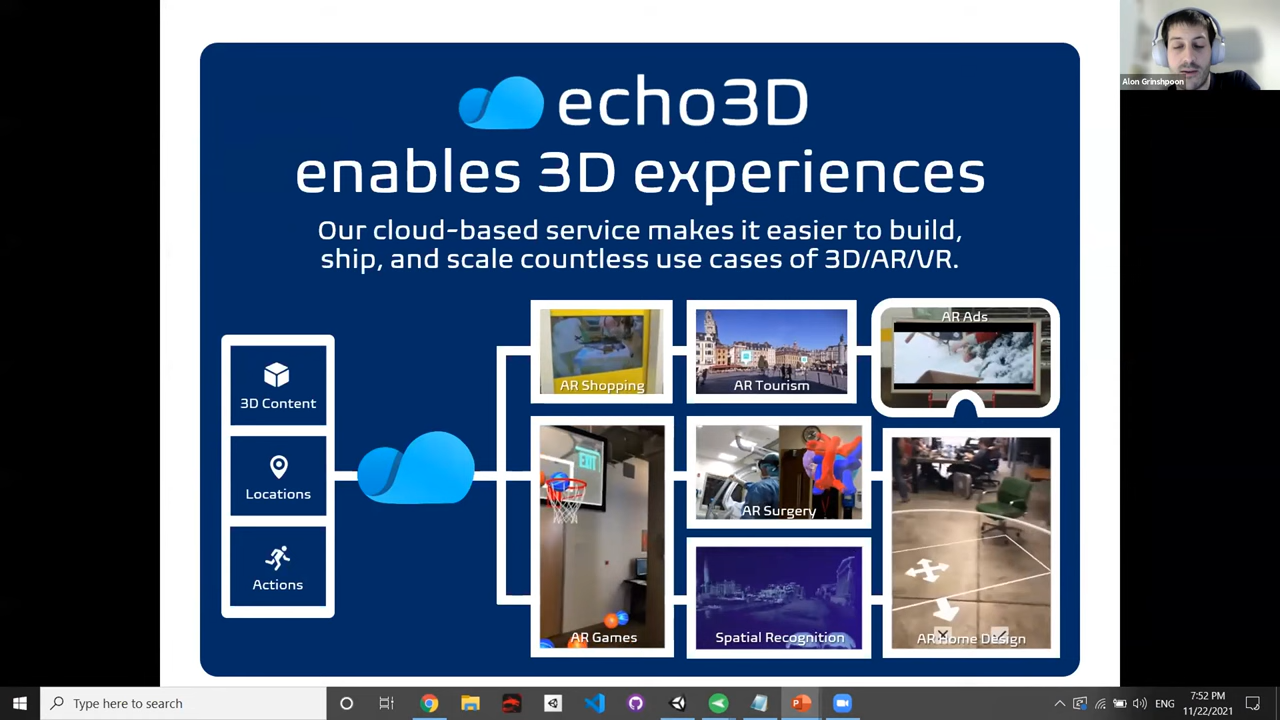 Alon Grinshpoon
echo3D
enables 3D experiences
Our cloud-based service makes it easier to build,
ship, and scale countless use cases of 3D/AR/VR.
3D Content
Locations
Actions
AR Shopping
AR Tourism
AR Ads
EXIT
AR Games
AR Surgery
Spatial Recognition
AR Home Design
Type here to search
ENG
7:52 PM
11/22/2021